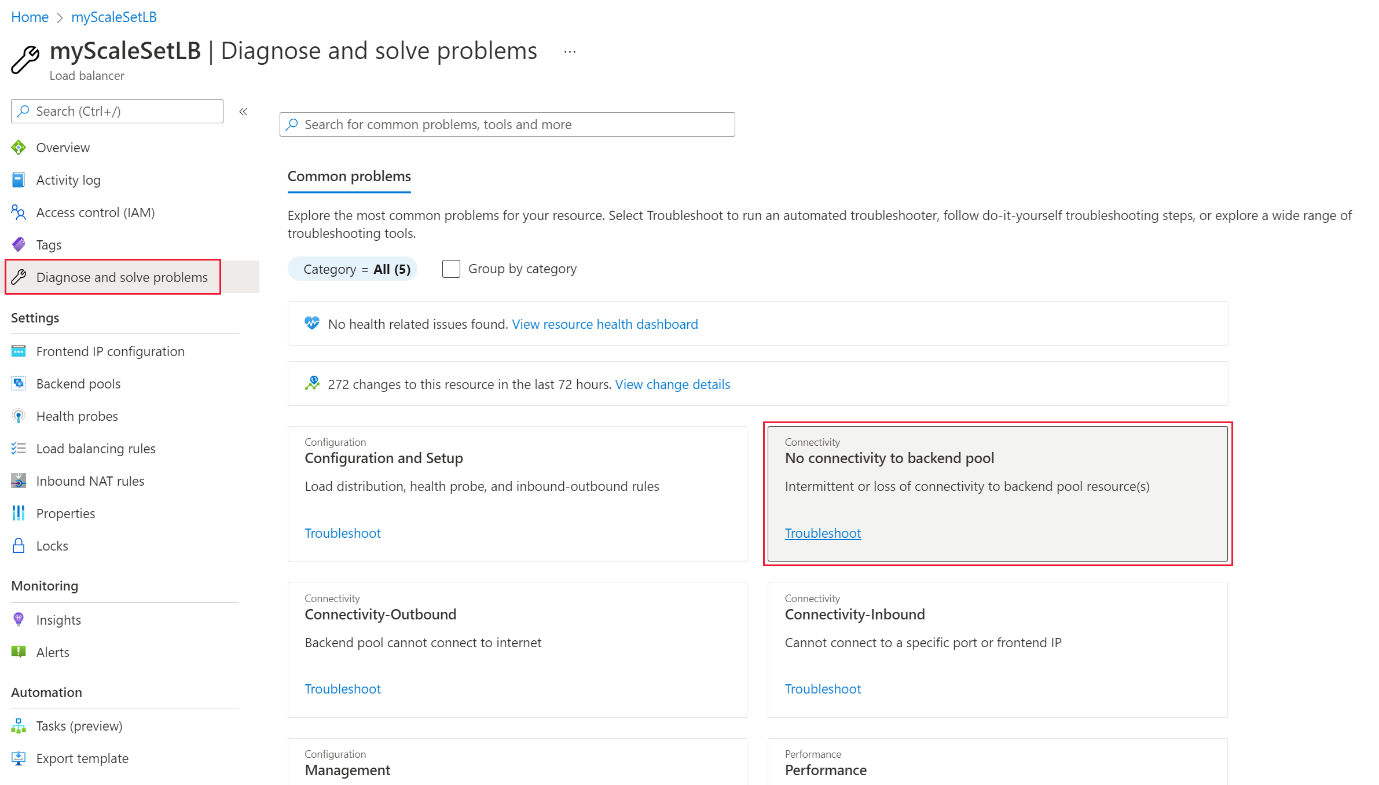 Home > myScaleSetLB
myScaleSetLB | Diagnose and solve problems ...
Load balancer
Search (Ctrl+/) «
Overview
Activity log
Access control (IAM)
Tags
Diagnose and solve problems
Settings
Frontend IP configuration
Backend pools
Health probes
Load balancing rules
Inbound NAT rules
Properties
Locks
Monitoring
Insights
Alerts
Automation
Tasks (preview)
Export template
Search for common problems, tools and more
Common problems
Explore the most common problems for your resource. Select Troubleshoot to run an automated troubleshooter, follow do-it-yourself troubleshooting steps, or explore a wide range of
troubleshooting tools.
Category = All (5) Group by category
No health related issues found. View resource health dashboard
272 changes to this resource in the last 72 hours. View change details
Configuration
Configuration and Setup
Load distribution, health probe, and inbound-outbound rules
Troubleshoot
Connectivity
No connectivity to backend pool
Intermittent or loss of connectivity to backend pool resource(s)
Troubleshoot
Connectivity
Connectivity-Outbound
Backend pool cannot connect to internet
Troubleshoot
Connectivity
Connectivity-Inbound
Cannot connect to a specific port or frontend IP
Troubleshoot
Configuration
Management
Performance
Performance